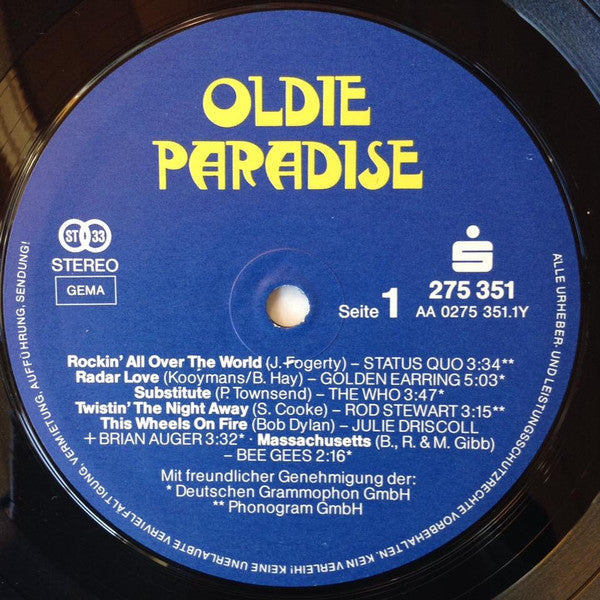 OLDIE
PARADISE
ST 33
STEREO
GEMA
Seite 1
275 351
AA 0275 351.1Y
Rockin' All Over The World (J. Fogerty) – STATUS QUO 3:34**
Radar Love (Kooymans/B. Hay) – GOLDEN EARRING 5:03*
Substitute (P. Townsend) – THE WHO 3:47*
Twistin' The Night Away (S. Cooke) – ROD STEWART 3:15**
This Wheels On Fire (Bob Dylan) – JULIE DRISCOLL
+ BRIAN AUGER 3:32* · Massachusetts (B., R. & M. Gibb)
– BEE GEES 2:16*
Mit freundlicher Genehmigung der:
* Deutschen Grammophon GmbH
** Phonogram GmbH
ALLE URHEBER- UND LEISTUNGSSCHUTZRECHTE VORBEHALTEN. KEIN VERLEIH! KEINE UNERLAUBTE VERVIELFÄLTIGUNG, VERMIETUNG, AUFFÜHRUNG, SENDUNG!